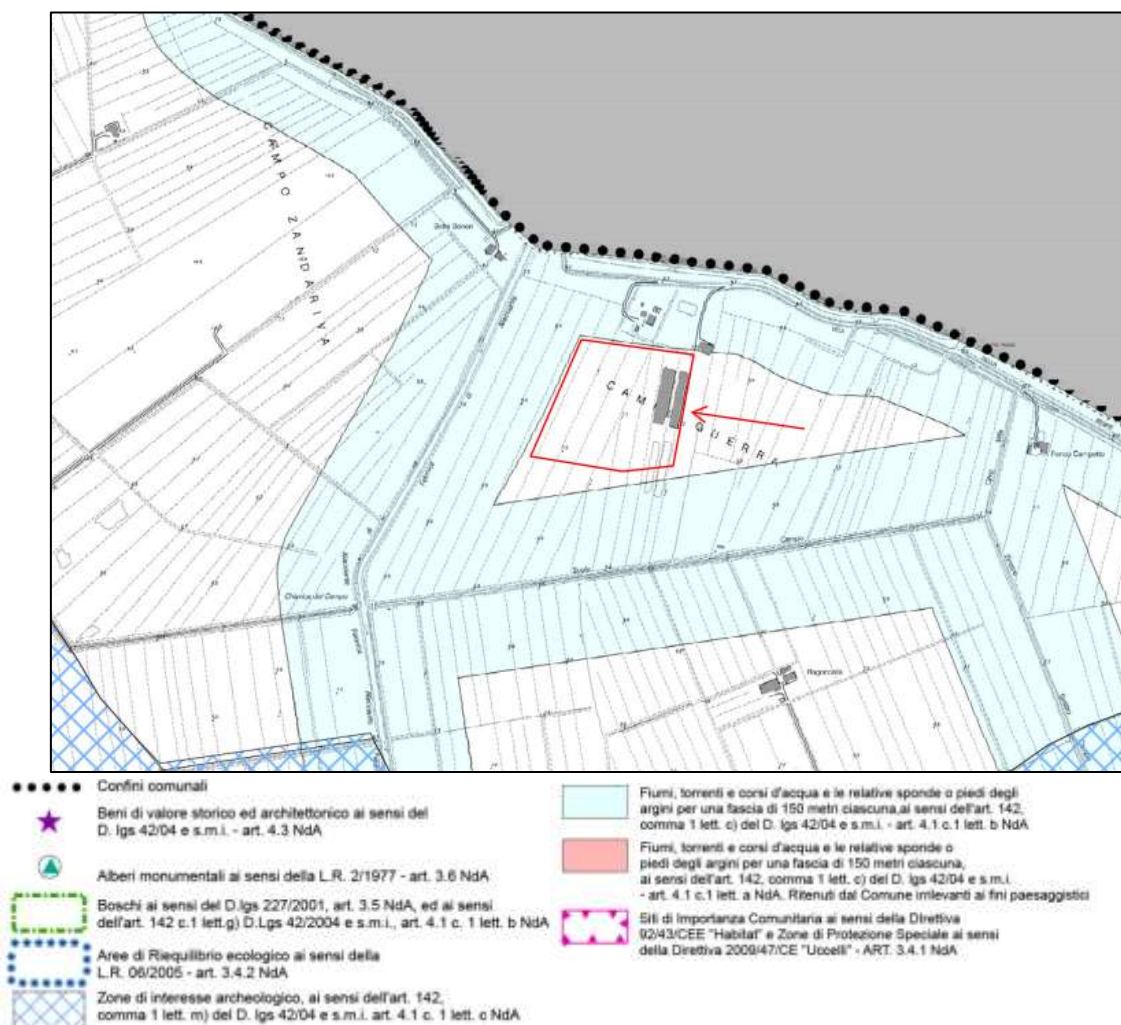 CAMPO ZANDARIVA
CAMPO GUERRA
Fondo Campetto
Scolo Campo
Chiavica del Campo
Confini comunali
Beni di valore storico ed architettonico ai sensi del
D. lgs 42/04 e s.m.i. - art. 4.3 NdA
Alberi monumentali ai sensi della L.R. 2/1977 - art. 3.6 NdA
Boschi ai sensi del D.lgs 227/2001, art. 3.5 NdA, ed ai sensi
dell'art. 142 c.1 lett.g) D.Lgs 42/2004 e s.m.i., art. 4.1 c. 1 lett. b NdA
Aree di Riequilibrio ecologico ai sensi della
L.R. 06/2005 - art. 3.4.2 NdA
Zone di interesse archeologico, ai sensi dell'art. 142,
comma 1 lett. m) del D. lgs 42/04 e s.m.i. art. 4.1 c. 1 lett. c NdA
Fiumi, torrenti e corsi d'acqua e le relative sponde o piedi degli
argini per una fascia di 150 metri ciascuna,ai sensi dell'art. 142,
comma 1 lett. c) del D. lgs 42/04 e s.m.i. - art. 4.1 c.1 lett. b NdA
Fiumi, torrenti e corsi d'acqua e le relative sponde o
piedi degli argini per una fascia di 150 metri ciascuna,
ai sensi dell'art. 142, comma 1 lett. c) del D. lgs 42/04 e s.m.i.
- art. 4.1 c.1 lett. a NdA. Ritenuti dal Comune irrilevanti ai fini paesaggistici
Siti di Importanza Comunitaria ai sensi della Direttiva
92/43/CEE "Habitat" e Zone di Protezione Speciale ai sensi
della Direttiva 2009/47/CE "Uccelli" - ART. 3.4.1 NdA